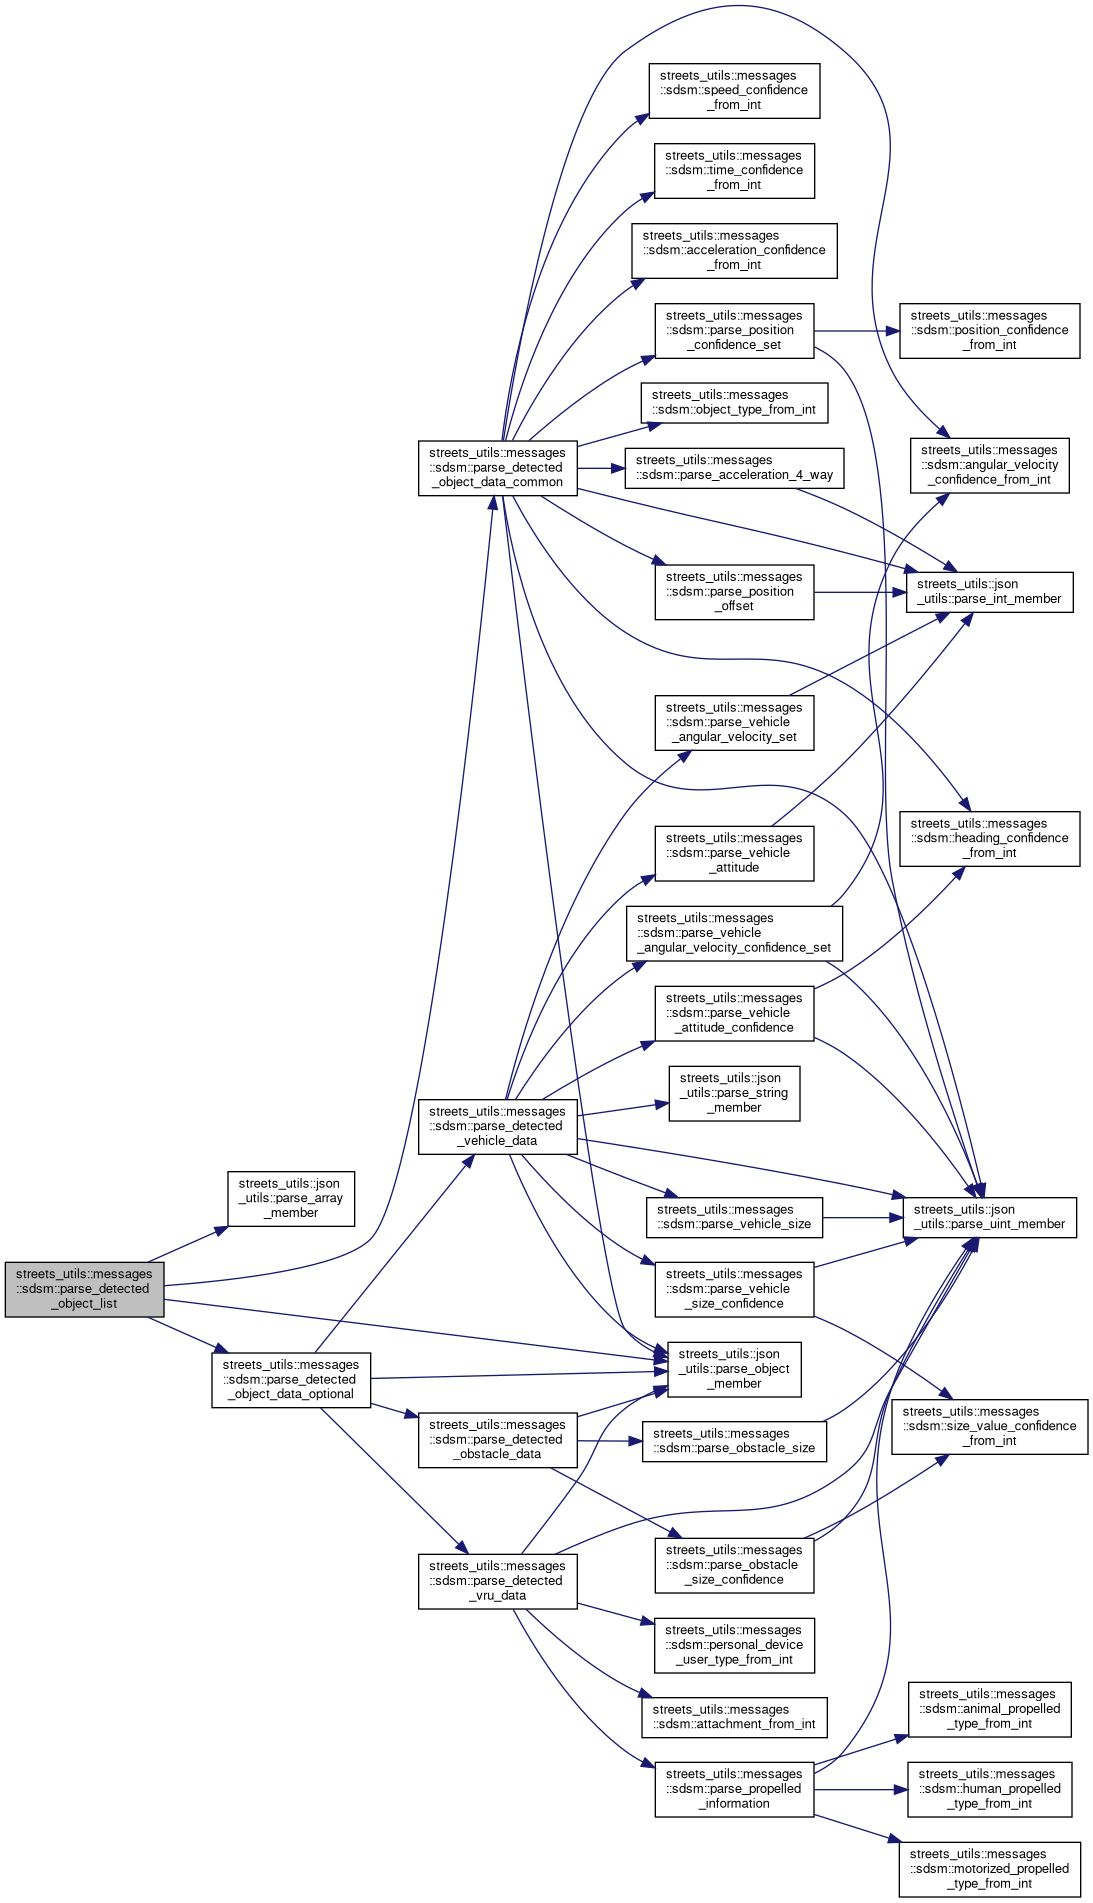 streets_utils::messages
::sdsm::speed_confidence
_from_int
streets_utils::messages
::sdsm::time_confidence
_from_int
streets_utils::messages
::sdsm::acceleration_confidence
_from_int
streets_utils::messages
::sdsm::parse_position
_confidence_set
streets_utils::messages
::sdsm::position_confidence
_from_int
streets_utils::messages
::sdsm::object_type_from_int
streets_utils::messages
::sdsm::parse_detected
_object_data_common
streets_utils::messages
::sdsm::parse_acceleration_4_way
streets_utils::messages
::sdsm::angular_velocity
_confidence_from_int
streets_utils::messages
::sdsm::parse_position
_offset
streets_utils::json
_utils::parse_int_member
streets_utils::messages
::sdsm::parse_vehicle
_angular_velocity_set
streets_utils::messages
::sdsm::parse_vehicle
_attitude
streets_utils::messages
::sdsm::heading_confidence
_from_int
streets_utils::messages
::sdsm::parse_vehicle
_angular_velocity_confidence_set
streets_utils::messages
::sdsm::parse_vehicle
_attitude_confidence
streets_utils::json
_utils::parse_string
_member
streets_utils::messages
::sdsm::parse_detected
_vehicle_data
streets_utils::json
_utils::parse_array
_member
streets_utils::messages
::sdsm::parse_vehicle_size
streets_utils::json
_utils::parse_uint_member
streets_utils::messages
::sdsm::parse_detected
_object_list
streets_utils::messages
::sdsm::parse_vehicle
_size_confidence
streets_utils::messages
::sdsm::parse_detected
_object_data_optional
streets_utils::json
_utils::parse_object
_member
streets_utils::messages
::sdsm::parse_detected
_obstacle_data
streets_utils::messages
::sdsm::parse_obstacle_size
streets_utils::messages
::sdsm::size_value_confidence
_from_int
streets_utils::messages
::sdsm::parse_obstacle
_size_confidence
streets_utils::messages
::sdsm::parse_detected
_vru_data
streets_utils::messages
::sdsm::personal_device
_user_type_from_int
streets_utils::messages
::sdsm::attachment_from_int
streets_utils::messages
::sdsm::animal_propelled
_type_from_int
streets_utils::messages
::sdsm::parse_propelled
_information
streets_utils::messages
::sdsm::human_propelled
_type_from_int
streets_utils::messages
::sdsm::motorized_propelled
_type_from_int